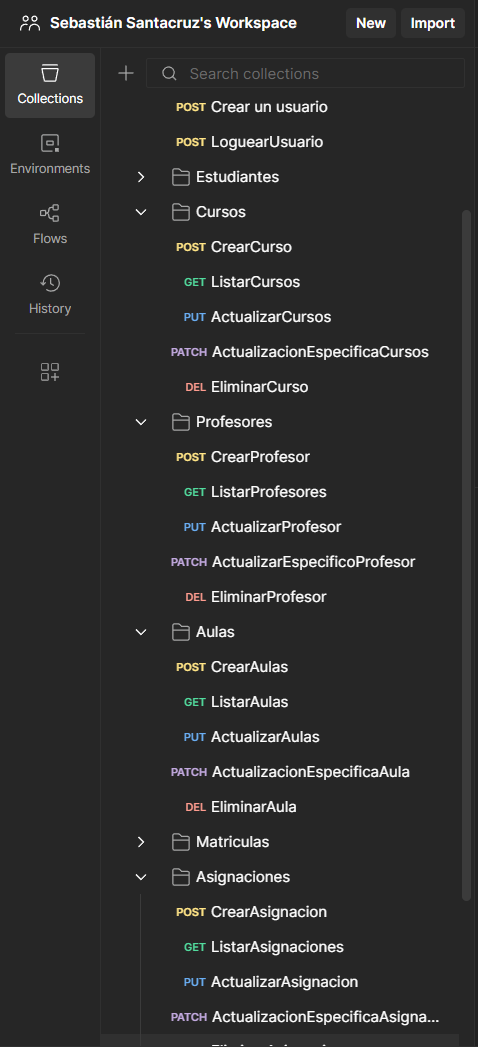 Sebastián Santacruz's Workspace New Import
Collections
Environments
Flows
History
Search collections
POST Crear un usuario
POST LoguearUsuario
Estudiantes
Cursos
POST CrearCurso
GET ListarCursos
PUT ActualizarCursos
PATCH ActualizacionEspecificaCursos
DEL EliminarCurso
Profesores
POST CrearProfesor
GET ListarProfesores
PUT ActualizarProfesor
PATCH ActualizarEspecificoProfesor
DEL EliminarProfesor
Aulas
POST CrearAulas
GET ListarAulas
PUT ActualizarAulas
PATCH ActualizacionEspecificaAula
DEL EliminarAula
Matriculas
Asignaciones
POST CrearAsignacion
GET ListarAsignaciones
PUT ActualizarAsignacion
PATCH ActualizacionEspecificaAsigna...